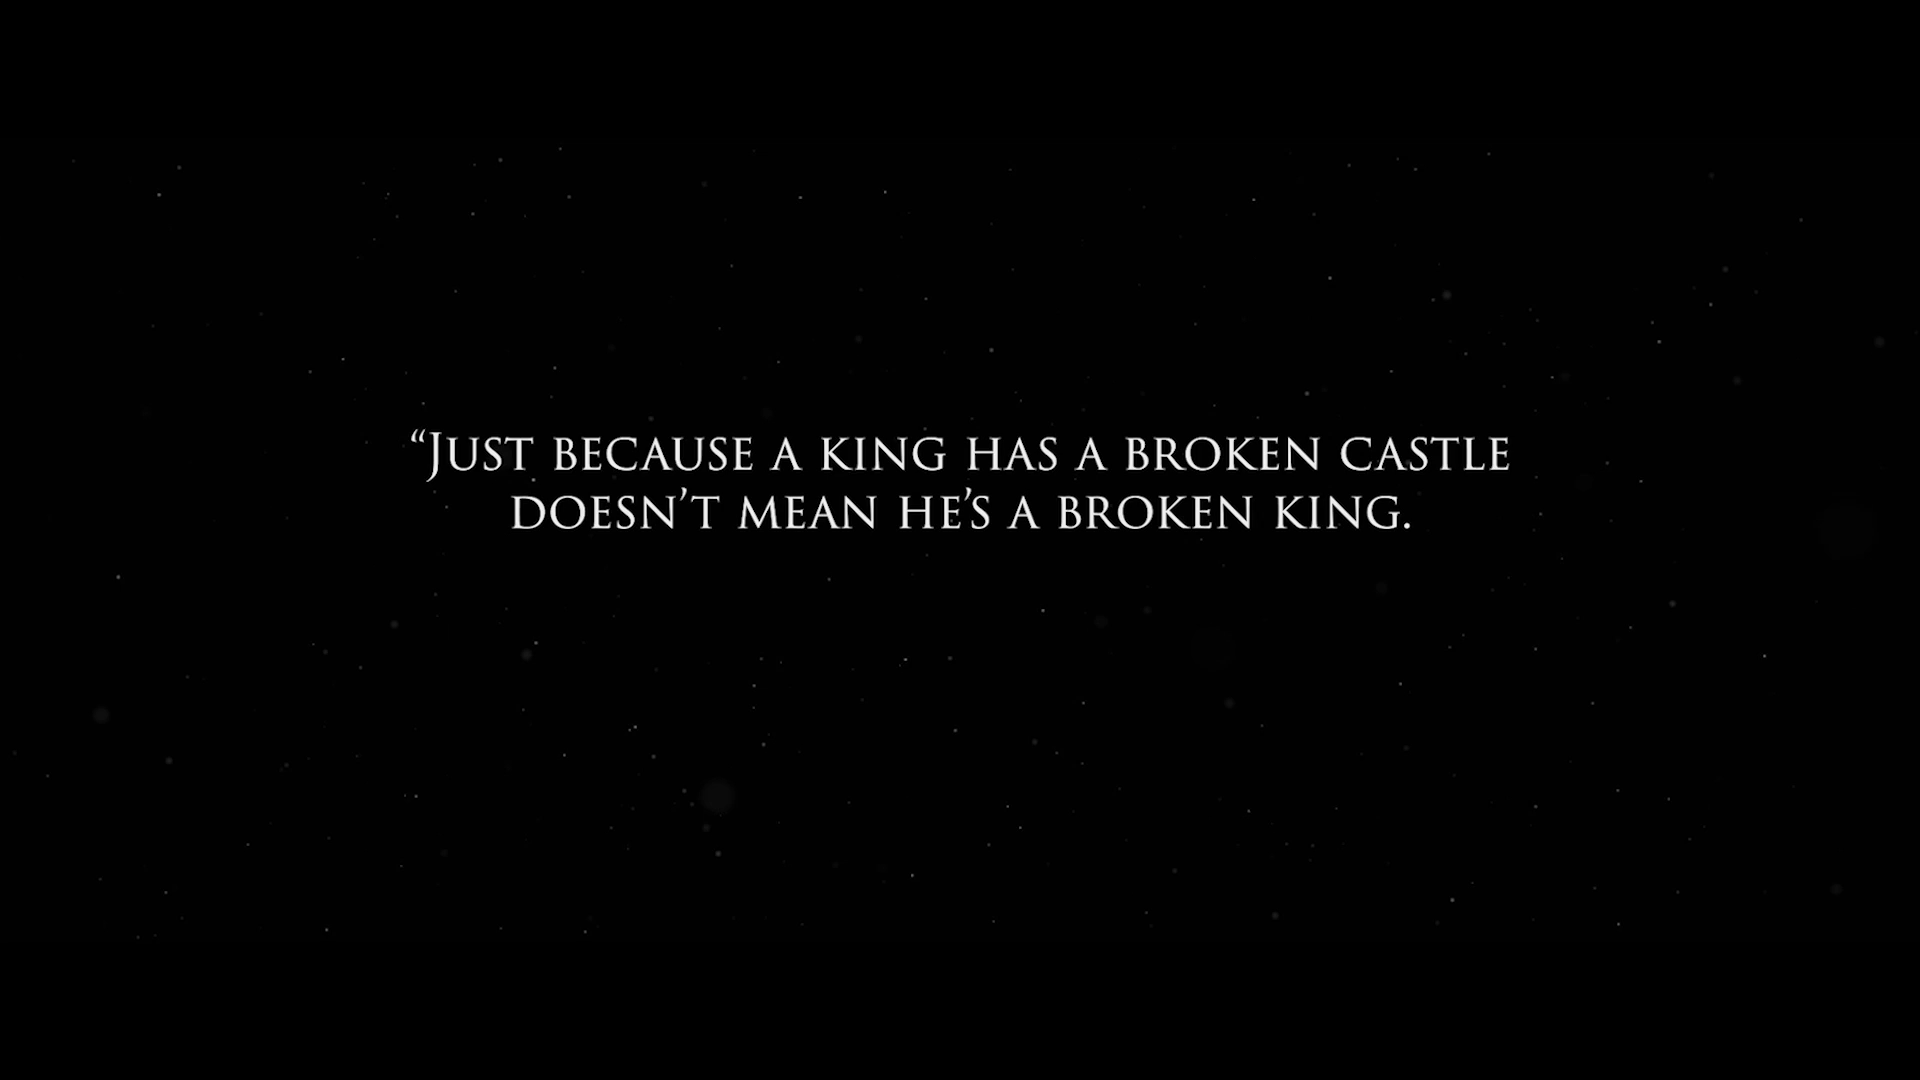 “Just because a king has a broken castle
doesn’t mean he’s a broken king.